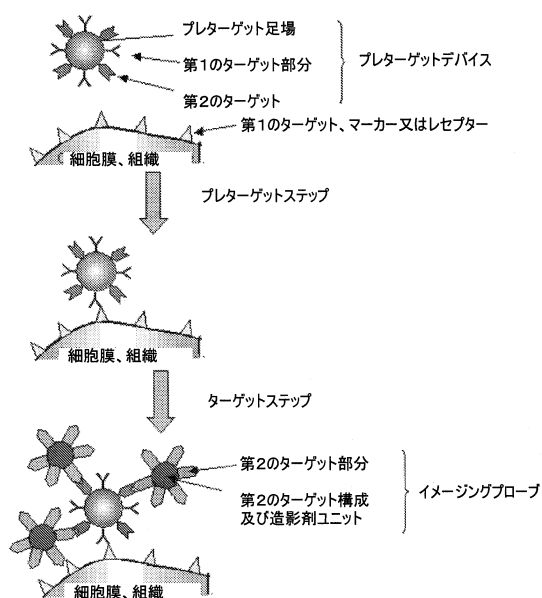 プレターゲット足場
第1のターゲット部分
プレターゲットデバイス
第2のターゲット
第1のターゲット、マーカー又はレセプター
細胞膜、組織
プレターゲットステップ
細胞膜、組織
ターゲットステップ
第2のターゲット部分
第2のターゲット構成
及び造影剤ユニット
イメージングプローブ
細胞膜、組織